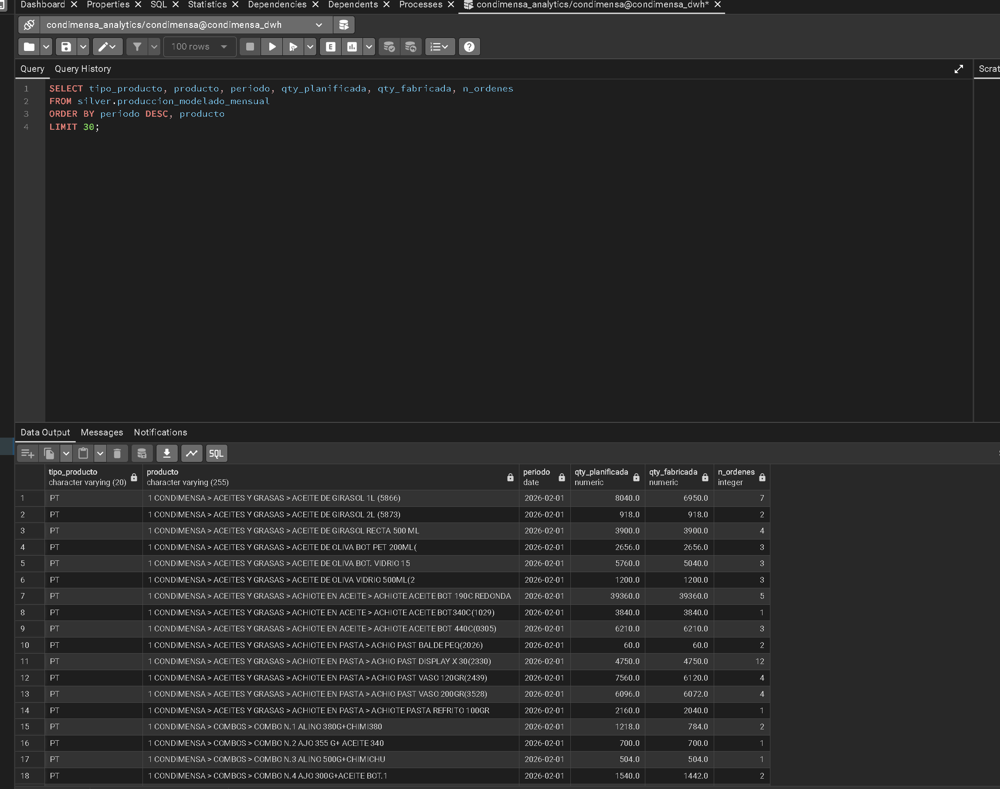 Dashboard Properties SQL Statistics Dependencies Dependents Processes condimensa_analytics/condimensa@condimensa_dwh*
condimensa_analytics/condimensa@condimensa_dwh
100 rows
Query Query History Scrat
1 SELECT tipo_producto, producto, periodo, qty_planificada, qty_fabricada, n_ordenes
2 FROM silver.produccion_modelado_mensual
3 ORDER BY periodo DESC, producto
4 LIMIT 30;
Data Output Messages Notifications
SQL
tipo_producto producto periodo qty_planificada qty_fabricada n_ordenes
character varying (20) character varying (255) date numeric numeric integer
1 PT 1 CONDIMENSA > ACEITES Y GRASAS > ACEITE DE GIRASOL 1L (5866) 2026-02-01 8040.0 6950.0 7
2 PT 1 CONDIMENSA > ACEITES Y GRASAS > ACEITE DE GIRASOL 2L (5873) 2026-02-01 918.0 918.0 2
3 PT 1 CONDIMENSA > ACEITES Y GRASAS > ACEITE DE GIRASOL RECTA 500 ML 2026-02-01 3900.0 3900.0 4
4 PT 1 CONDIMENSA > ACEITES Y GRASAS > ACEITE DE OLIVA BOT PET 200ML( 2026-02-01 2656.0 2656.0 3
5 PT 1 CONDIMENSA > ACEITES Y GRASAS > ACEITE DE OLIVA BOT. VIDRIO 15 2026-02-01 5760.0 5040.0 3
6 PT 1 CONDIMENSA > ACEITES Y GRASAS > ACEITE DE OLIVA VIDRIO 500ML(2 2026-02-01 1200.0 1200.0 3
7 PT 1 CONDIMENSA > ACEITES Y GRASAS > ACHIOTE EN ACEITE > ACHIOTE ACEITE BOT 190C REDONDA 2026-02-01 39360.0 39360.0 5
8 PT 1 CONDIMENSA > ACEITES Y GRASAS > ACHIOTE EN ACEITE > ACHIOTE ACEITE BOT340C(1029) 2026-02-01 3840.0 3840.0 1
9 PT 1 CONDIMENSA > ACEITES Y GRASAS > ACHIOTE EN ACEITE > ACHIOTE ACEITE BOT 440C(0305) 2026-02-01 6210.0 6210.0 3
10 PT 1 CONDIMENSA > ACEITES Y GRASAS > ACHIOTE EN PASTA > ACHIO PAST BALDE PEQ(2026) 2026-02-01 60.0 60.0 2
11 PT 1 CONDIMENSA > ACEITES Y GRASAS > ACHIOTE EN PASTA > ACHIO PAST DISPLAY X 30(2330) 2026-02-01 4750.0 4750.0 12
12 PT 1 CONDIMENSA > ACEITES Y GRASAS > ACHIOTE EN PASTA > ACHIO PAST VASO 120GR(2439) 2026-02-01 7560.0 6120.0 4
13 PT 1 CONDIMENSA > ACEITES Y GRASAS > ACHIOTE EN PASTA > ACHIO PAST VASO 200GR(3528) 2026-02-01 6096.0 6072.0 4
14 PT 1 CONDIMENSA > ACEITES Y GRASAS > ACHIOTE EN PASTA > ACHIOTE PASTA REFRITO 100GR 2026-02-01 2160.0 2040.0 1
15 PT 1 CONDIMENSA > COMBOS > COMBO N.1 ALINO 380G+CHIMI380 2026-02-01 1218.0 784.0 2
16 PT 1 CONDIMENSA > COMBOS > COMBO N.2 AJO 355 G+ ACEITE 340 2026-02-01 700.0 700.0 1
17 PT 1 CONDIMENSA > COMBOS > COMBO N.3 ALINO 500G+CHIMICHU 2026-02-01 504.0 504.0 1
18 PT 1 CONDIMENSA > COMBOS > COMBO N.4 AJO 300G+ACEITE BOT.1 2026-02-01 1540.0 1442.0 2